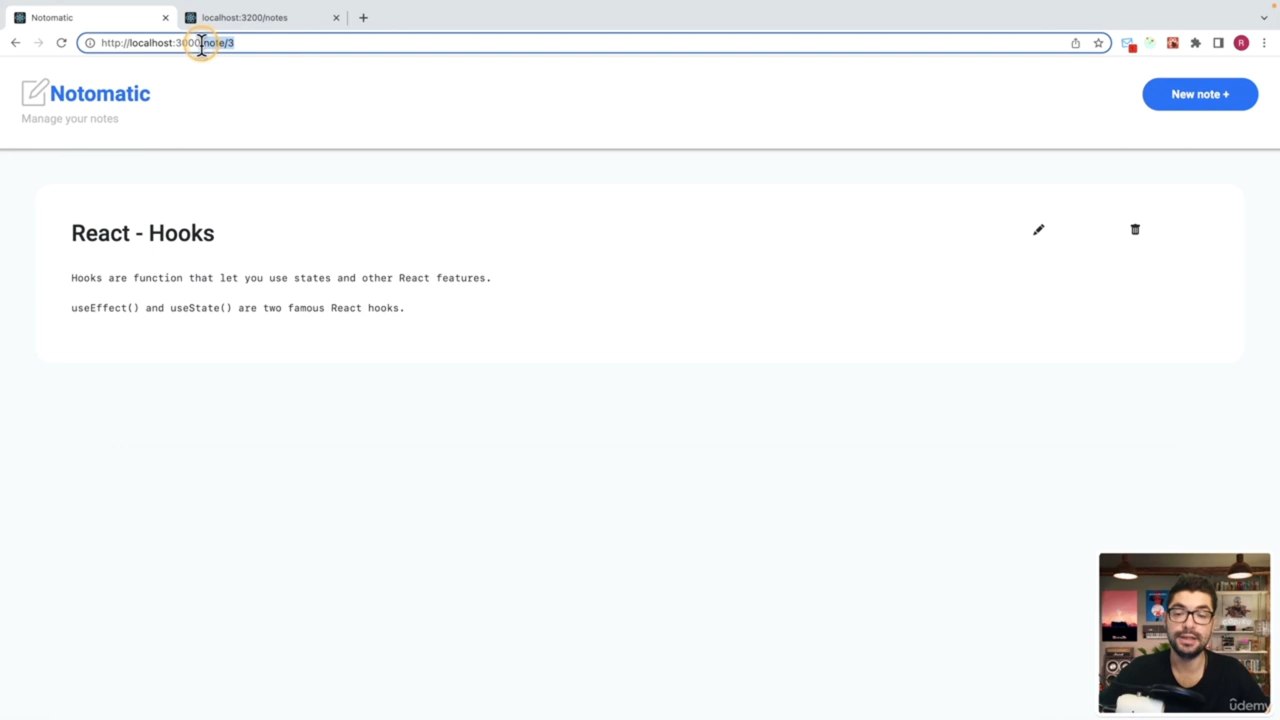 Notomatic
localhost:3200/notes
http://localhost:3000/note/3
R
Notomatic
Manage your notes
New note +
React - Hooks
Hooks are function that let you use states and other React features.
useEffect() and useState() are two famous React hooks.
ûdemy